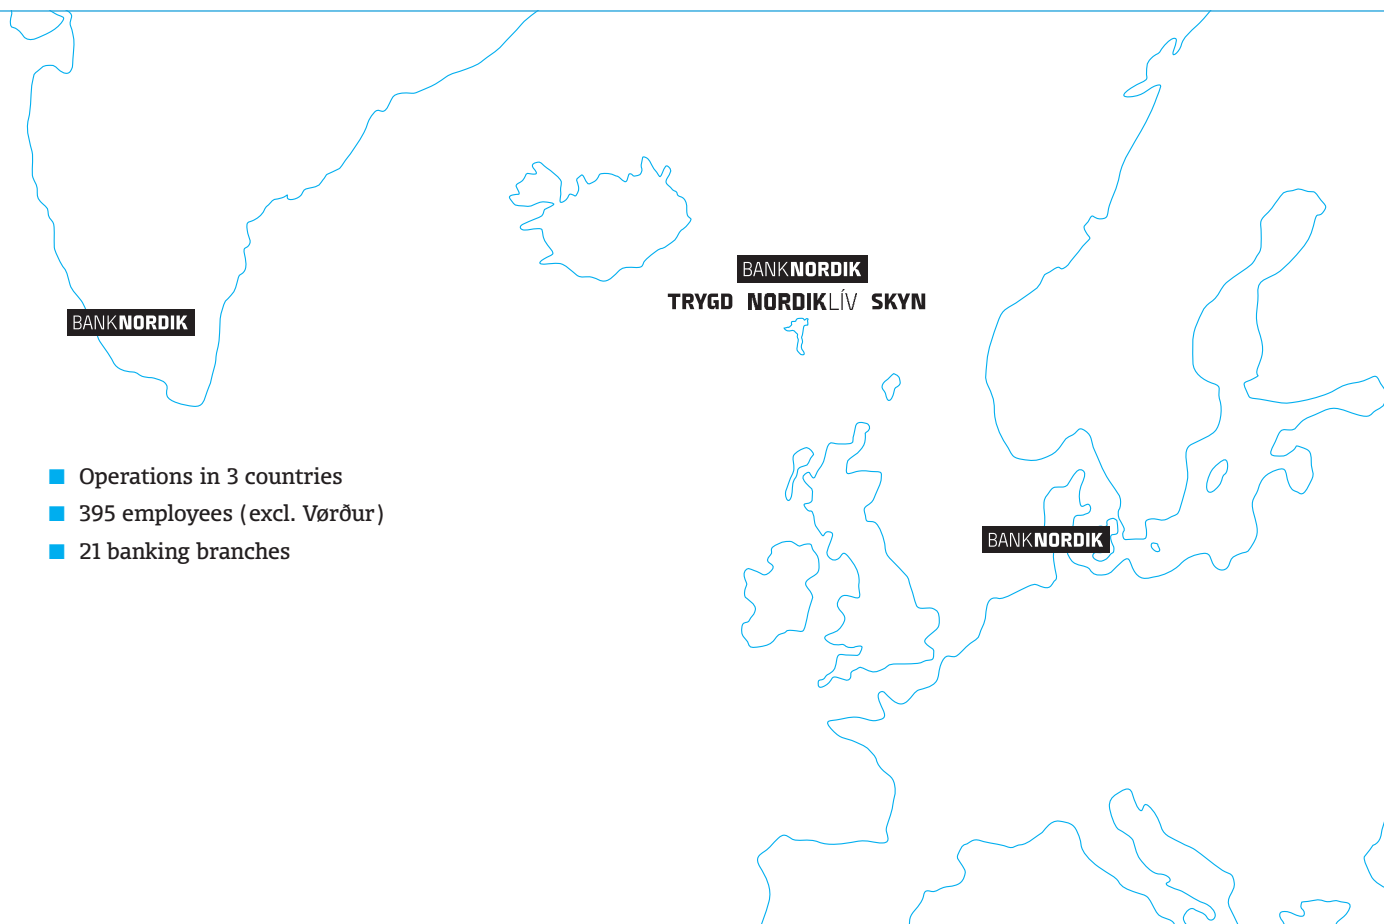 BANKNORDIK
TRYGD NORDIKLÍV SKYN
BANKNORDIK
Operations in 3 countries
395 employees (excl. Vørður)
21 banking branches
BANKNORDIK